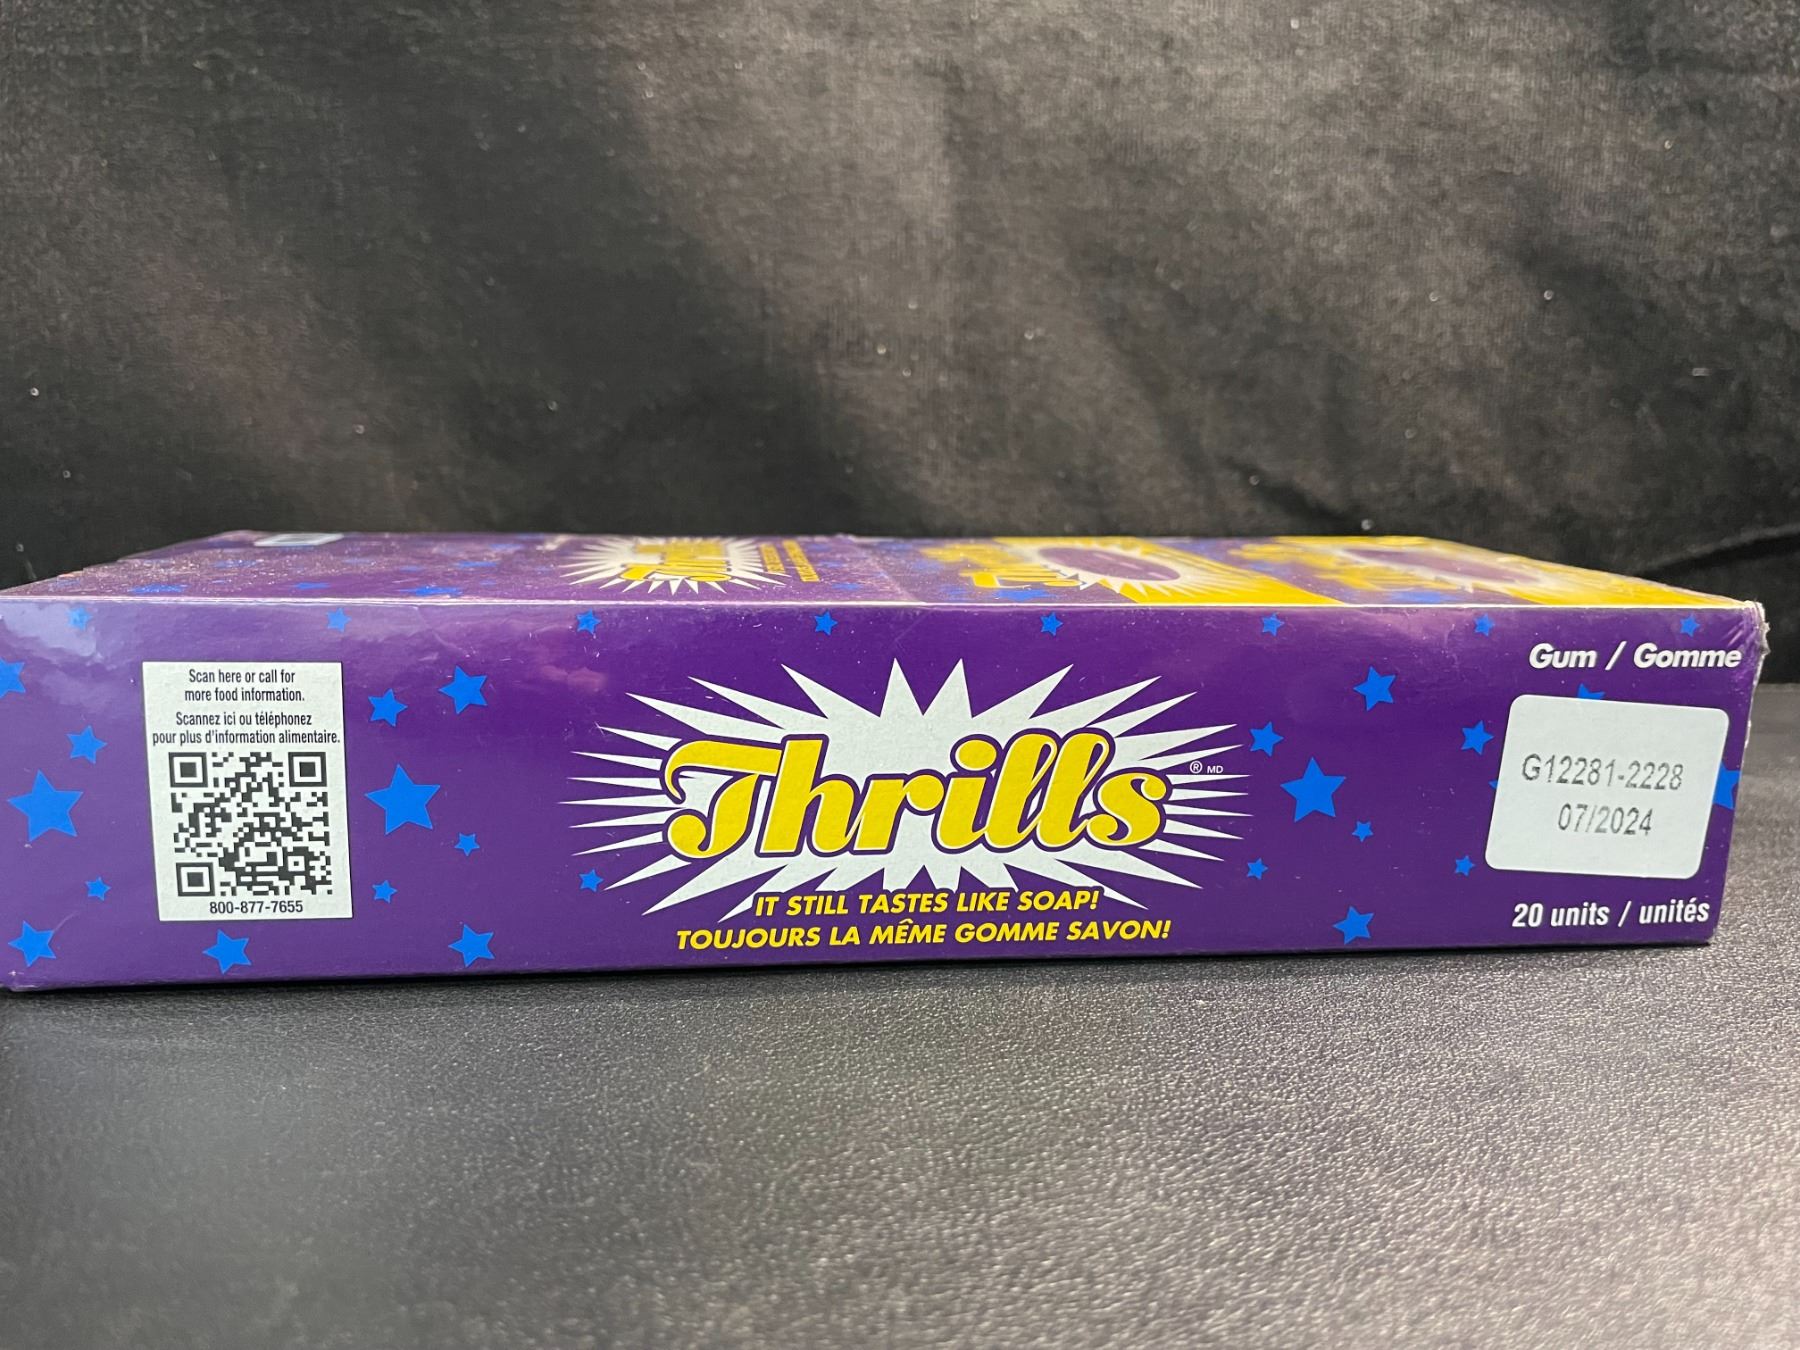 Scan here or call for
more food information.
Scannez ici ou téléphonez
pour plus d'information alimentaire.
800-877-7655
Thrills
® MD
IT STILL TASTES LIKE SOAP!
TOUJOURS LA MÊME GOMME SAVON!
Gum / Gomme
G12281-2228
07/2024
20 units / unités